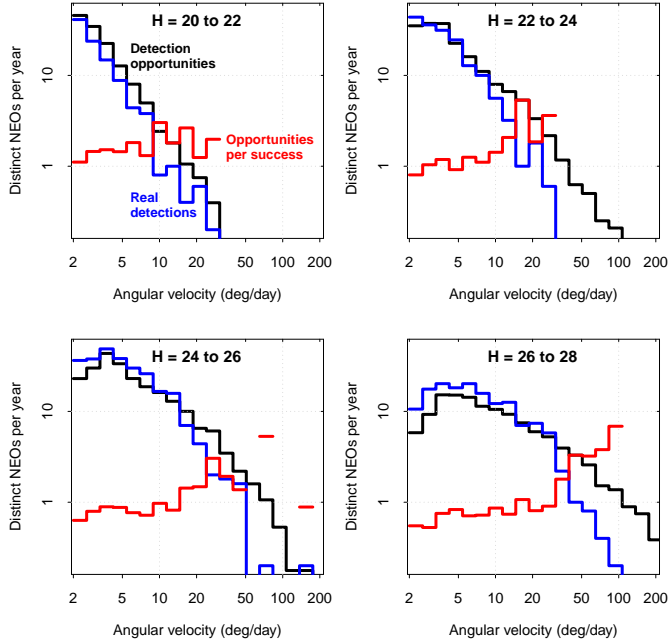 H = 20 to 22
Detection
opportunities
Opportunities
per success
Real
detections
Distinct NEOs per year
10
1
2 5 10 20 50 100 200
Angular velocity (deg/day)
H = 22 to 24
Distinct NEOs per year
10
1
2 5 10 20 50 100 200
Angular velocity (deg/day)
H = 24 to 26
Distinct NEOs per year
10
1
2 5 10 20 50 100 200
Angular velocity (deg/day)
H = 26 to 28
Distinct NEOs per year
10
1
2 5 10 20 50 100 200
Angular velocity (deg/day)